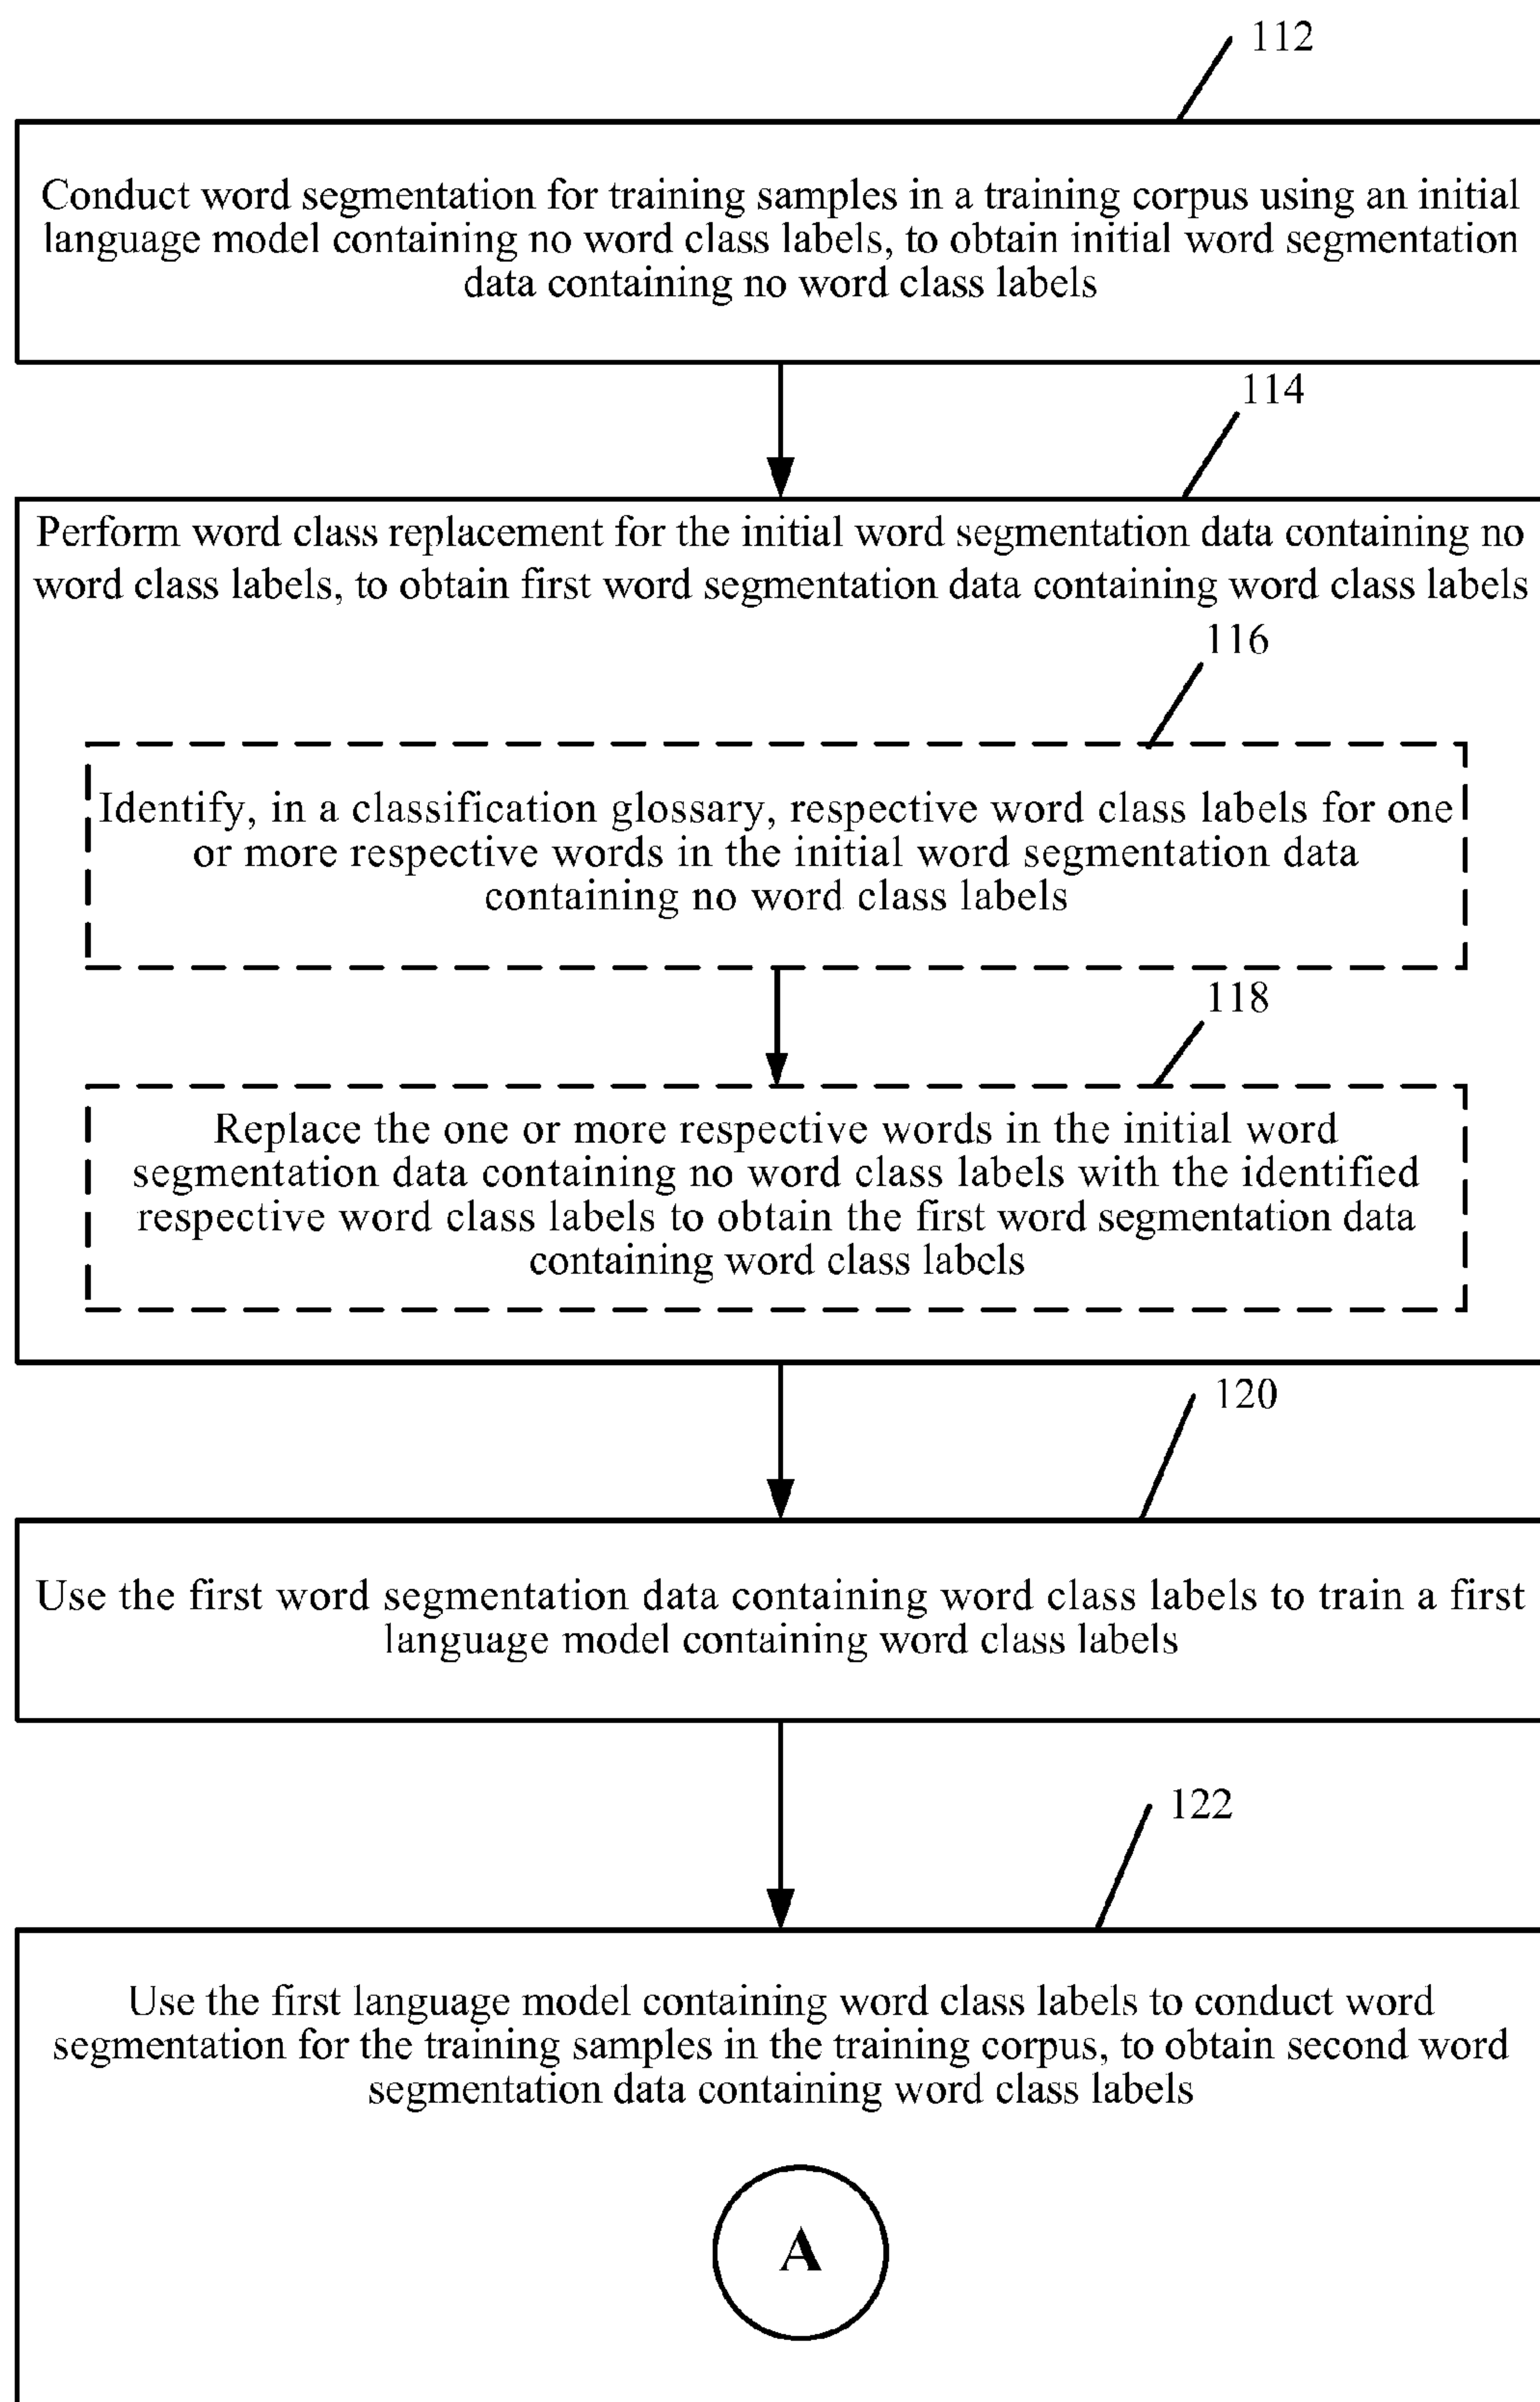 112
Conduct word segmentation for training samples in a training corpus using an initial
language model containing no word class labels, to obtain initial word segmentation
data containing no word class labels
114
Perform word class replacement for the initial word segmentation data containing no
word class labels, to obtain first word segmentation data containing word class labels
116
Identify, in a classification glossary, respective word class labels for one
or more respective words in the initial word segmentation data
containing no word class labels
118
Replace the one or more respective words in the initial word
segmentation data containing no word class labels with the identified
respective word class labels to obtain the first word segmentation data
containing word class labels
120
Use the first word segmentation data containing word class labels to train a first
language model containing word class labels
122
Use the first language model containing word class labels to conduct word
segmentation for the training samples in the training corpus, to obtain second word
segmentation data containing word class labels
A